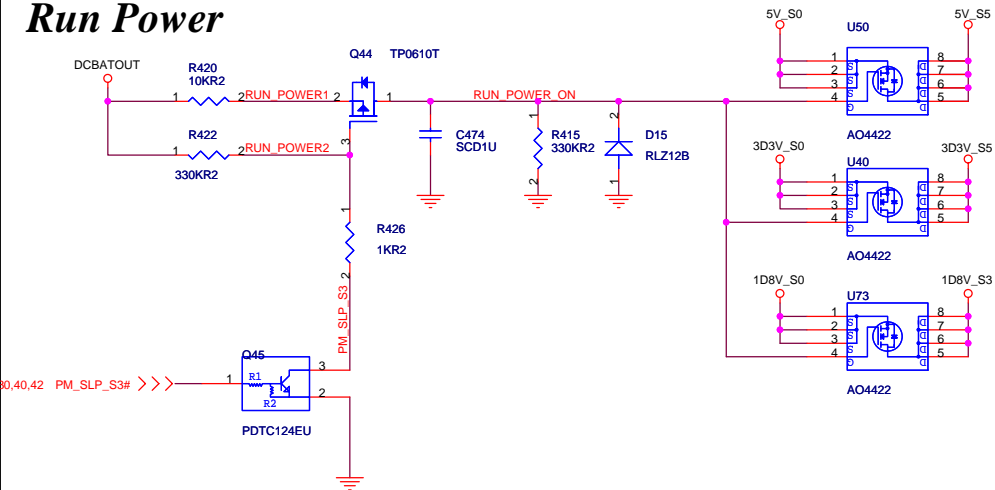 Run Power
DCBATOUT
R420
10KR2
1
2
RUN_POWER1
2
Q44 TP0610T
1
3
RUN_POWER_ON
R422
1
2
RUN_POWER2
330KR2
C474
SCD1U
1
R415
330KR2
2
2
D15
RLZ12B
1
1
R426
1KR2
2
PM_SLP_S3
Q45
R1
R2
3
2
1
PDTC124EU
30,40,42 PM_SLP_S3#
5V_S0
U50
5V_S5
1 S D 8
2 S D 7
3 S D 6
4 G D 5
AO4422
3D3V_S0
U40
3D3V_S5
1 S D 8
2 S D 7
3 S D 6
4 G D 5
AO4422
1D8V_S0
U73
1D8V_S3
1 S D 8
2 S D 7
3 S D 6
4 G D 5
AO4422